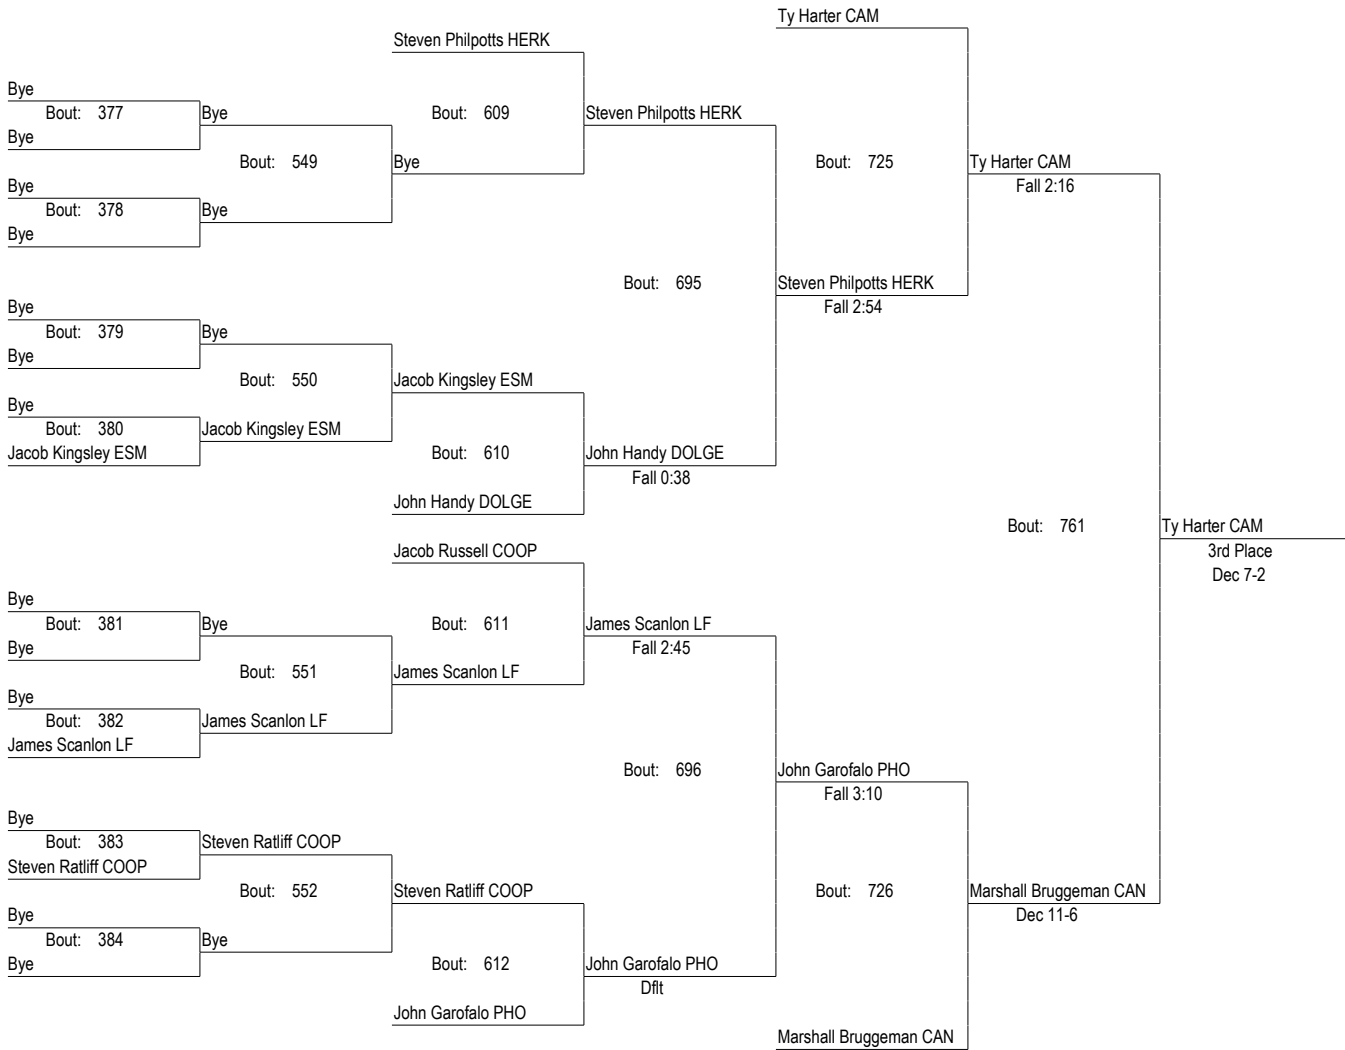 Ty Harter CAM
Steven Philpotts HERK
Bye
Bout: 377
Bye
Bout: 609
Steven Philpotts HERK
Bye
Bout: 549
Bye
Bout: 725
Ty Harter CAM
Fall 2:16
Bye
Bout: 378
Bye
Bye
Bout: 695
Steven Philpotts HERK
Fall 2:54
Bye
Bout: 379
Bye
Bye
Bout: 550
Jacob Kingsley ESM
Bye
Bout: 380
Jacob Kingsley ESM
Jacob Kingsley ESM
Bout: 610
John Handy DOLGE
Fall 0:38
John Handy DOLGE
Bout: 761
Ty Harter CAM
3rd Place
Dec 7-2
Jacob Russell COOP
Bye
Bout: 381
Bye
Bout: 611
James Scanlon LF
Bye
Fall 2:45
Bout: 551
James Scanlon LF
Bye
Bout: 382
James Scanlon LF
James Scanlon LF
Bout: 696
John Garofalo PHO
Fall 3:10
Bye
Bout: 383
Steven Ratliff COOP
Steven Ratliff COOP
Bout: 552
Steven Ratliff COOP
Bout: 726
Marshall Bruggeman CAN
Dec 11-6
Bye
Bout: 384
Bye
Bye
Bout: 612
John Garofalo PHO
Dflt
John Garofalo PHO
Marshall Bruggeman CAN